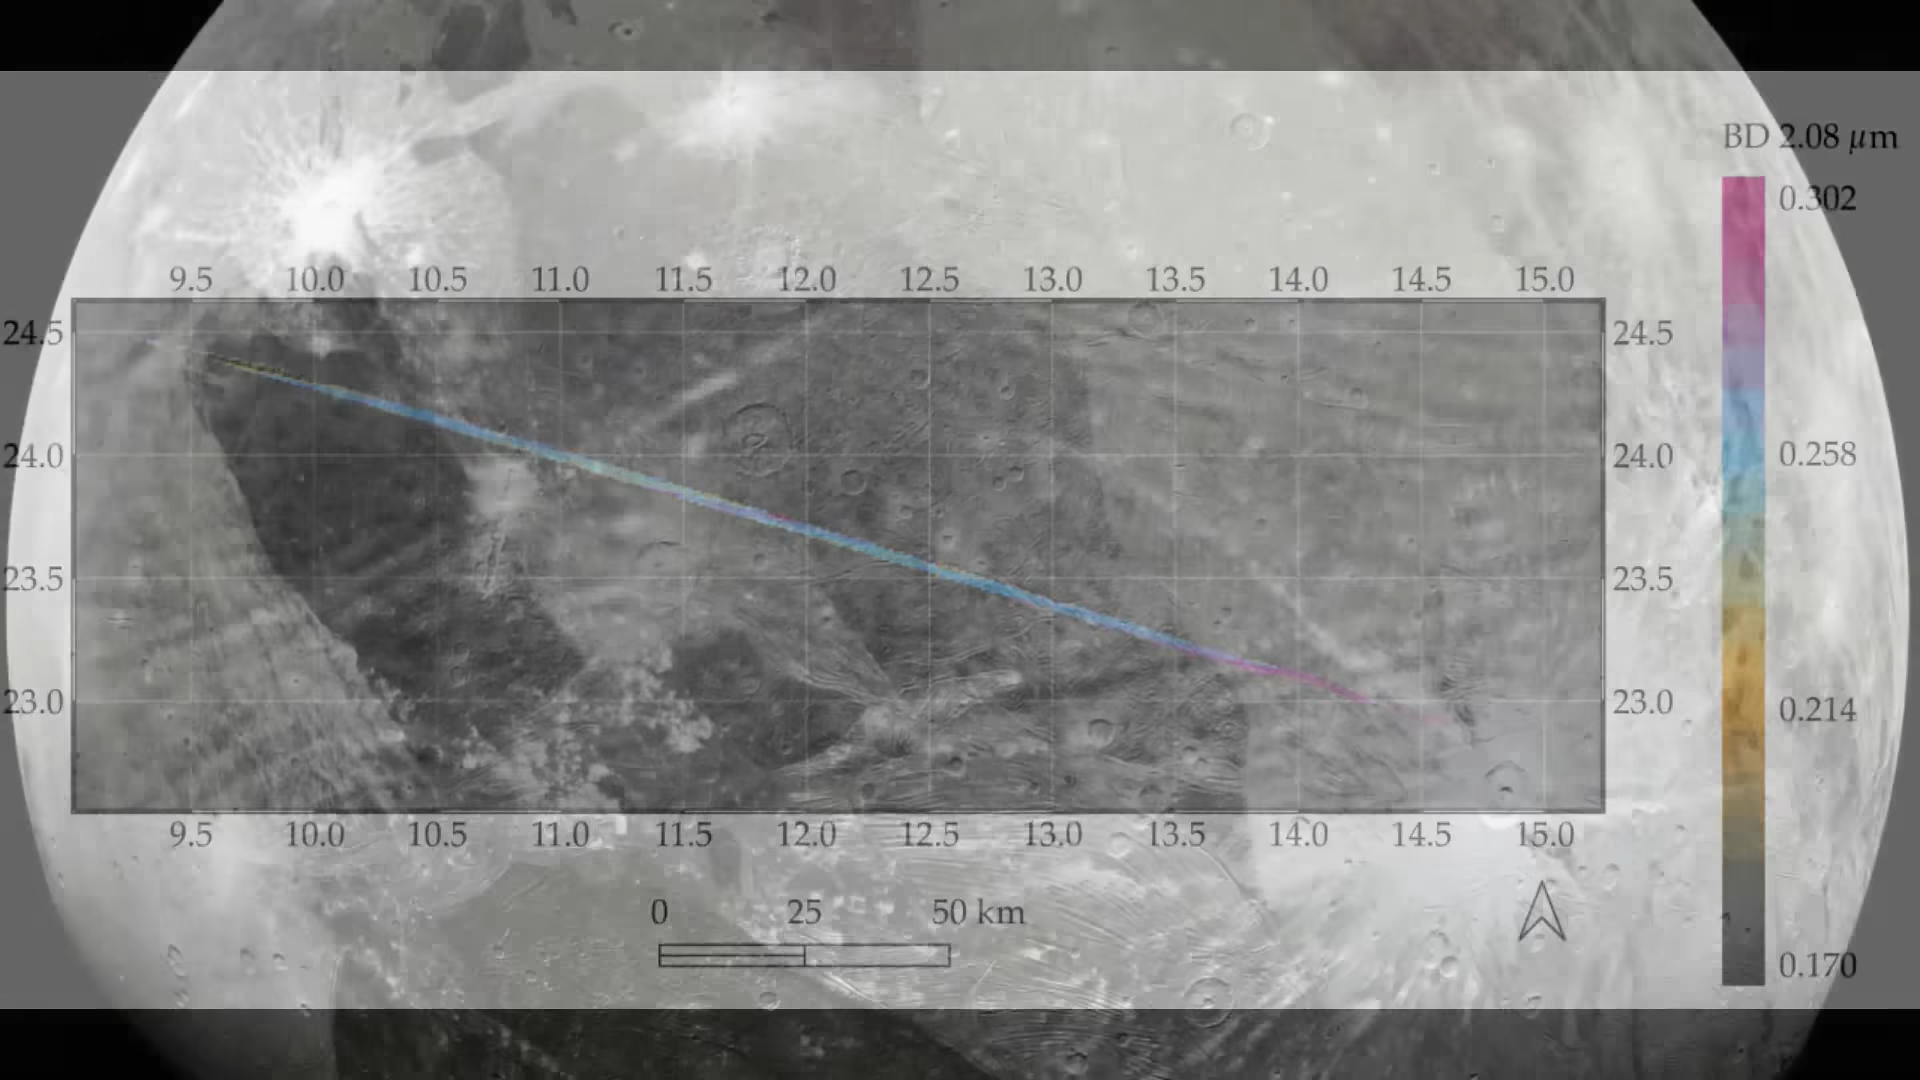 BD 2.08 μm
0.302
9.5 10.0 10.5 11.0 11.5 12.0 12.5 13.0 13.5 14.0 14.5 15.0
24.5 24.5
24.0 24.0 0.258
23.5 23.5
23.0 23.0 0.214
9.5 10.0 10.5 11.0 11.5 12.0 12.5 13.0 13.5 14.0 14.5 15.0
0 25 50 km
0.170